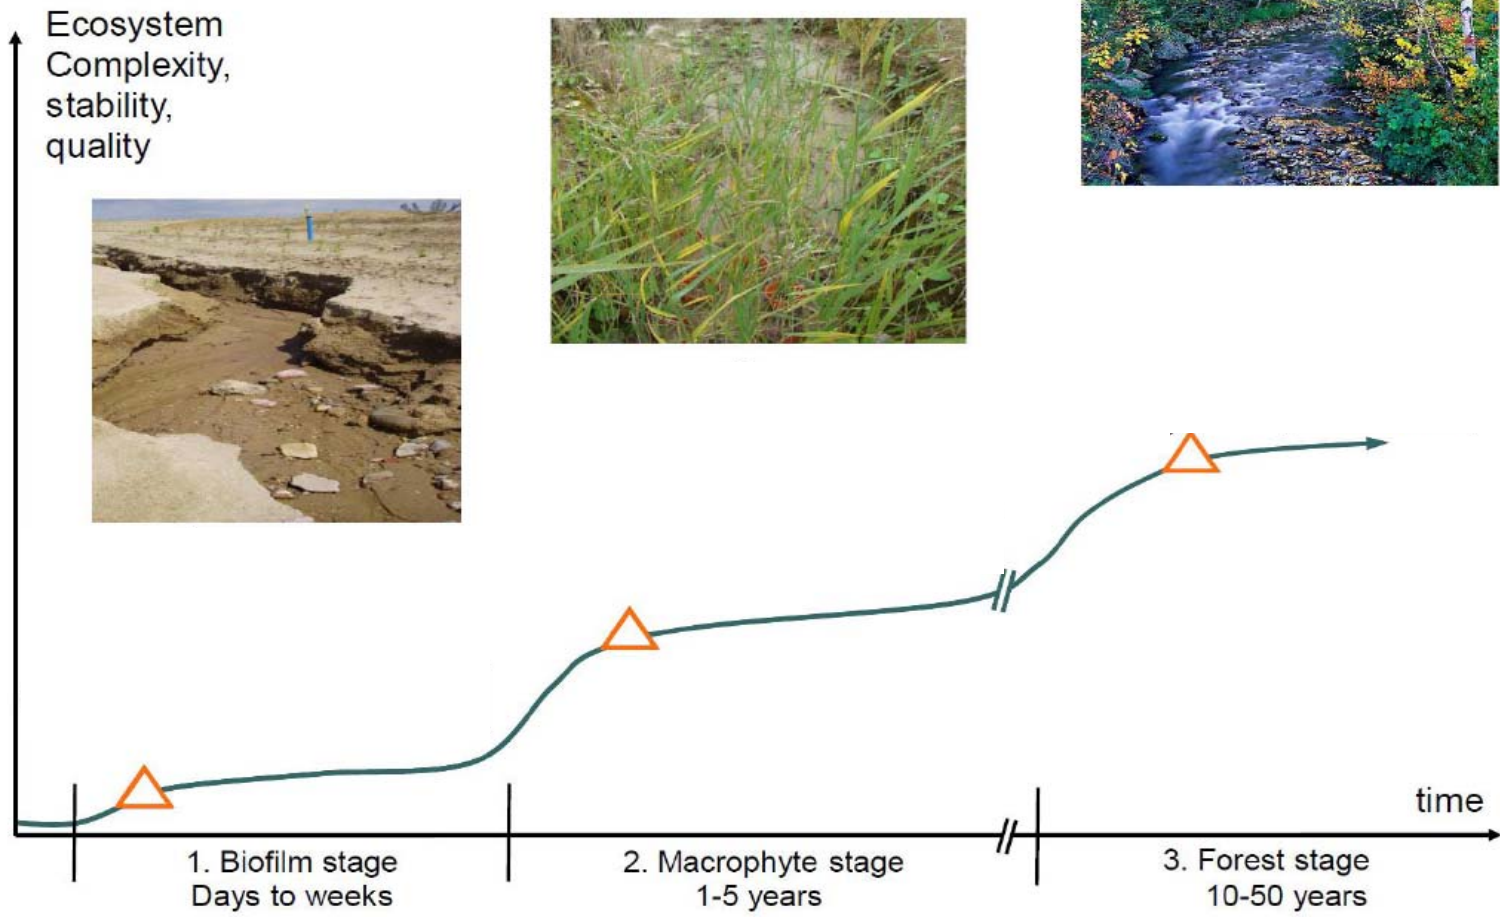 Ecosystem
Complexity,
stability,
quality
time
1. Biofilm stage
Days to weeks
2. Macrophyte stage
1-5 years
3. Forest stage
10-50 years